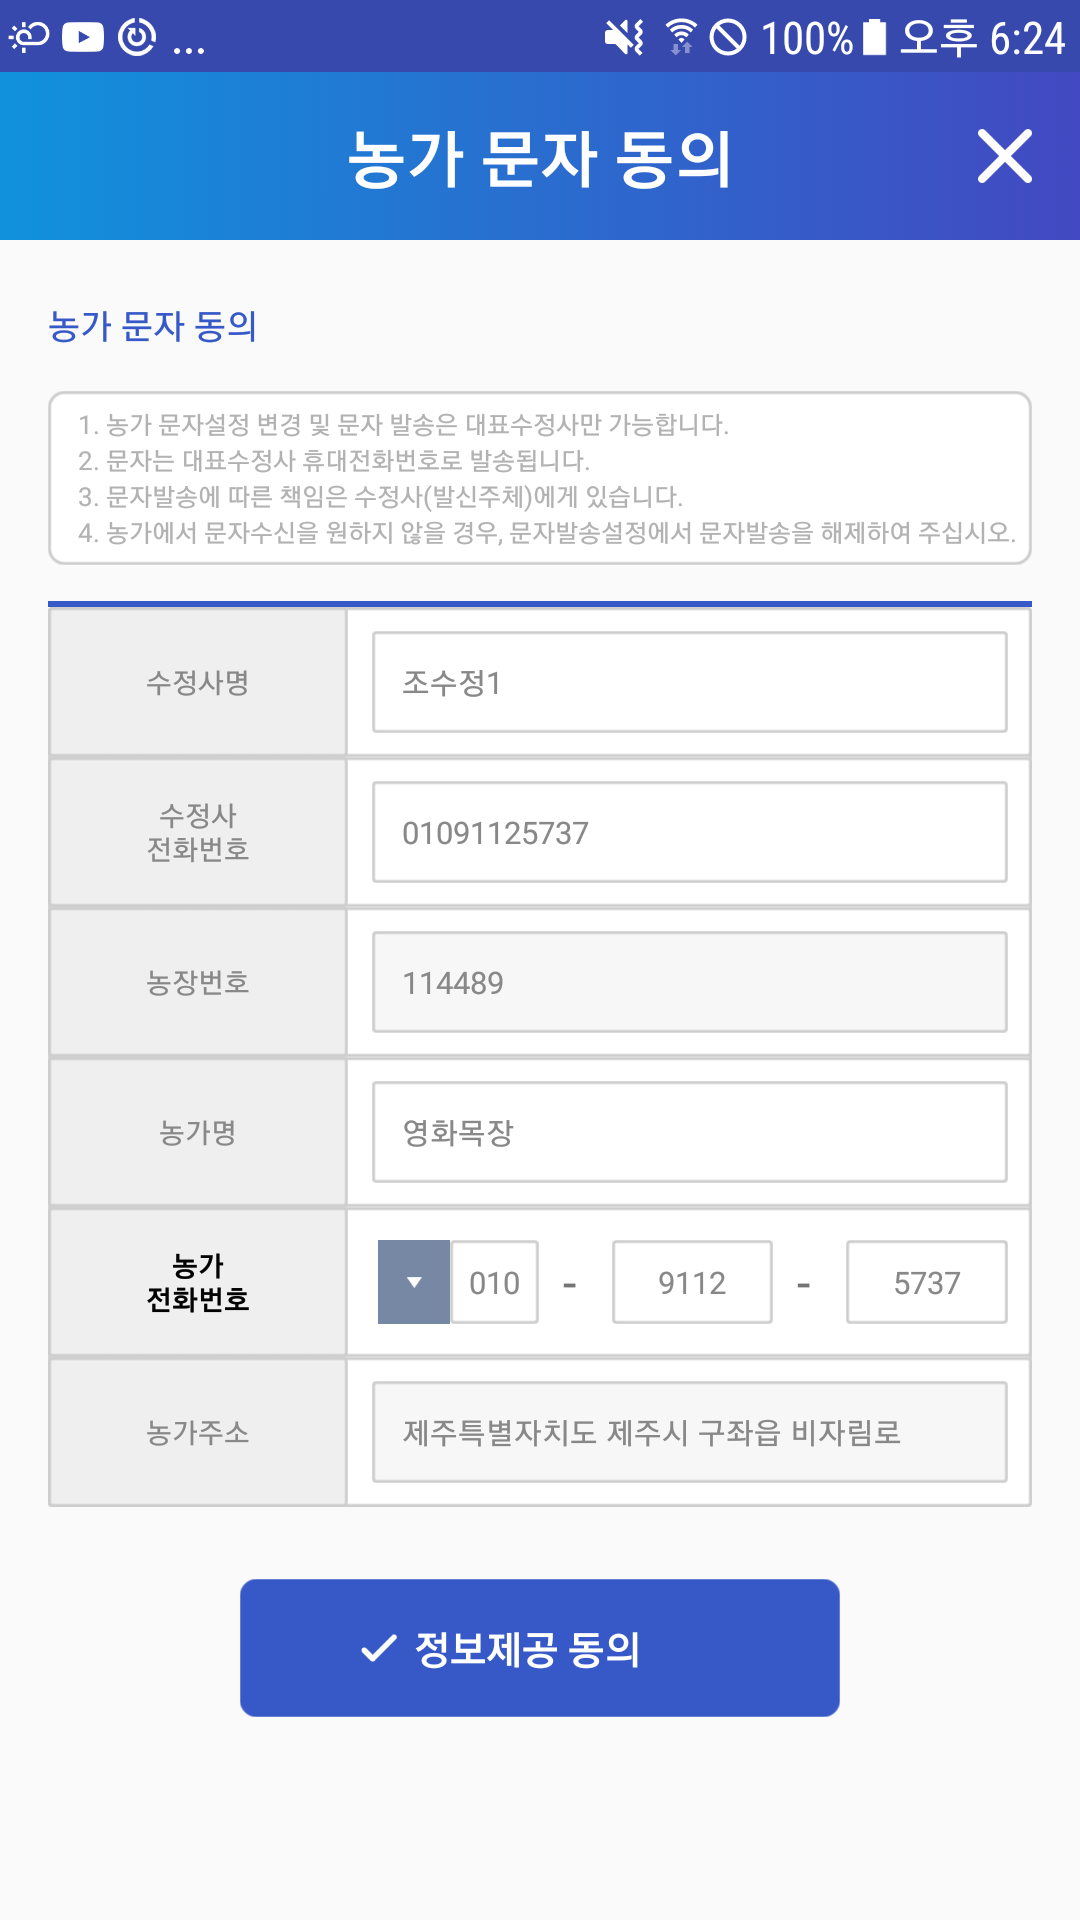 ... 100% 오후 6:24
농가 문자 동의
농가 문자 동의
1. 농가 문자설정 변경 및 문자 발송은 대표수정사만 가능합니다.
2. 문자는 대표수정사 휴대전화번호로 발송됩니다.
3. 문자발송에 따른 책임은 수정사(발신주체)에게 있습니다.
4. 농가에서 문자수신을 원하지 않을 경우, 문자발송설정에서 문자발송을 해제하여 주십시오.
수정사명
조수정1
수정사
전화번호
01091125737
농장번호
114489
농가명
영화목장
농가
전화번호
010 - 9112 - 5737
농가주소
제주특별자치도 제주시 구좌읍 비자림로
정보제공 동의